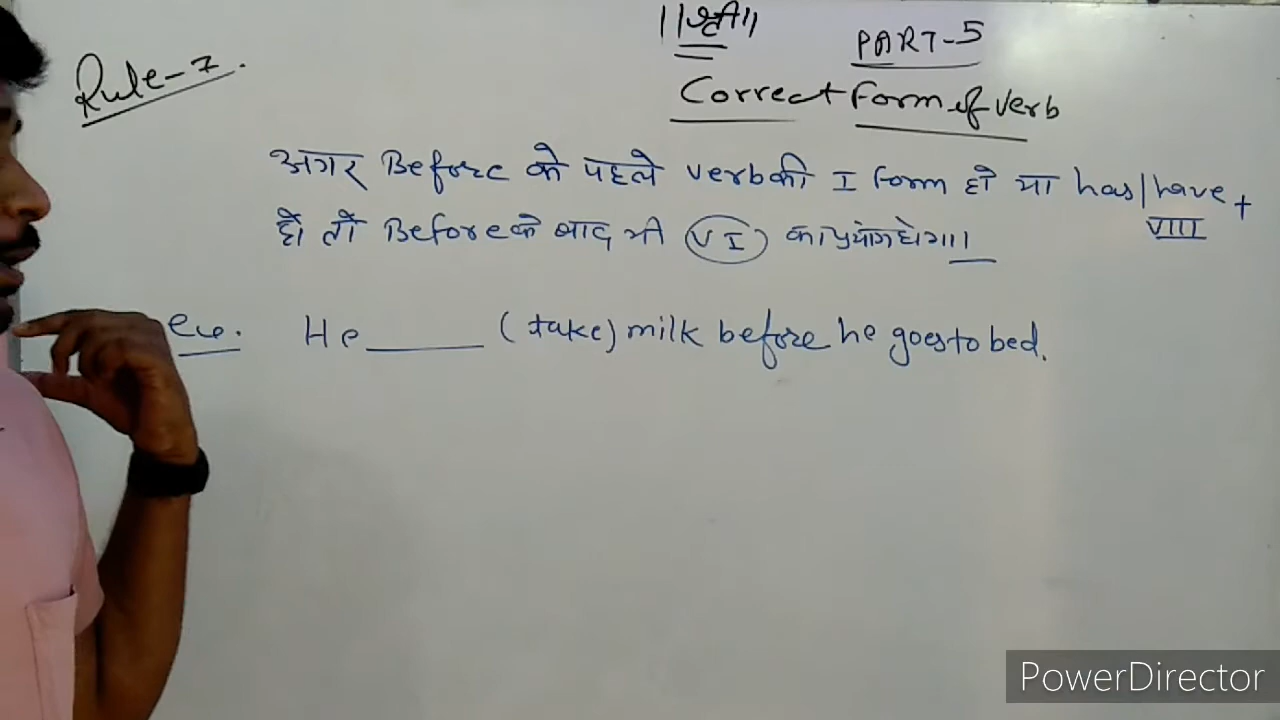 ||श्री||
PART-5
Rule-7.
Correct form of verb
अगर Before के पहले verb की I form हो या has/have + VIII
हो तो Before के बाद भी VI का प्रयोग होगा।
ex. He ______ (take) milk before he goes to bed.
PowerDirector